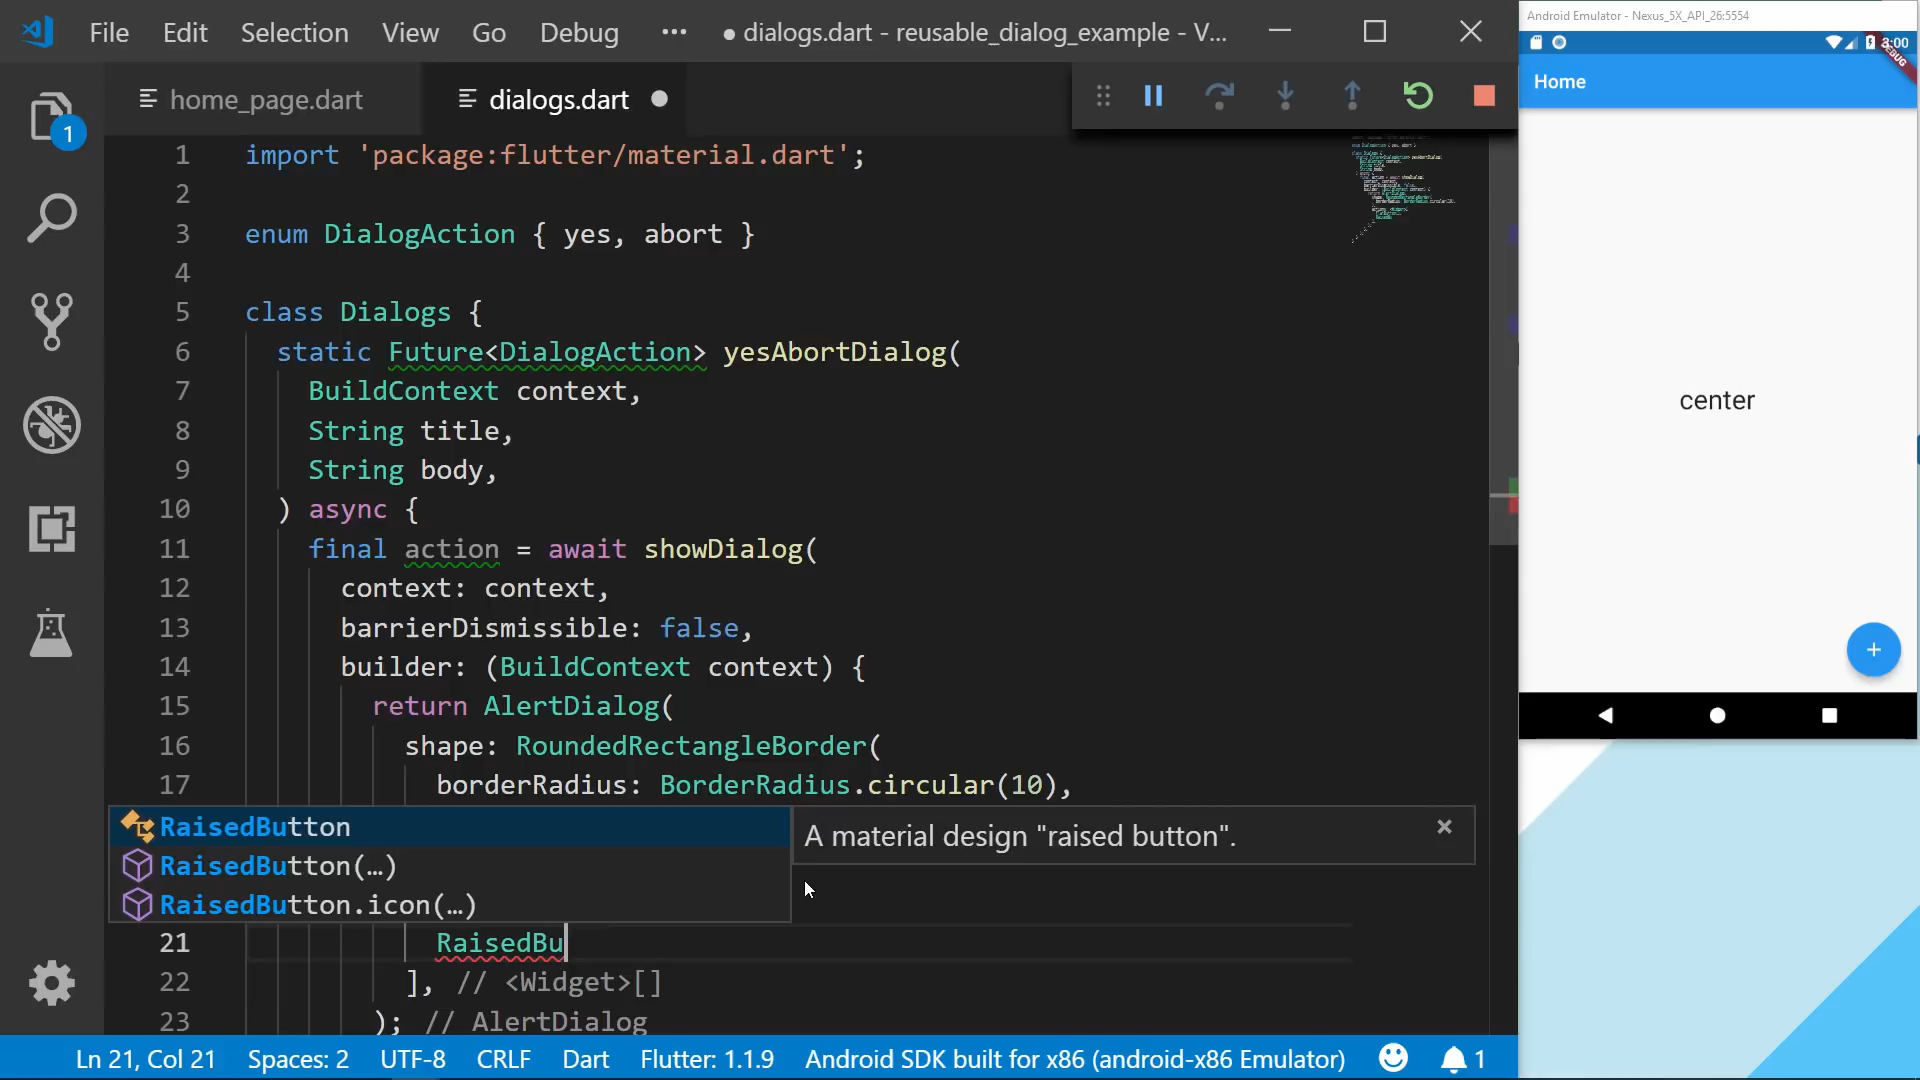 File Edit Selection View Go Debug ••• ● dialogs.dart - reusable_dialog_example - V...
home_page.dart dialogs.dart ●
1 import 'package:flutter/material.dart';
2
3 enum DialogAction { yes, abort }
4
5 class Dialogs {
6 static Future<DialogAction> yesAbortDialog(
7 BuildContext context,
8 String title,
9 String body,
10 ) async {
11 final action = await showDialog(
12 context: context,
13 barrierDismissible: false,
14 builder: (BuildContext context) {
15 return AlertDialog(
16 shape: RoundedRectangleBorder(
17 borderRadius: BorderRadius.circular(10),
RaisedButton
RaisedButton(…)
RaisedButton.icon(…)
A material design "raised button".
21 RaisedBu
22 ], // <Widget>[]
23 ); // AlertDialog
1
Ln 21, Col 21 Spaces: 2 UTF-8 CRLF Dart Flutter: 1.1.9 Android SDK built for x86 (android-x86 Emulator) 1
Android Emulator - Nexus_5X_API_26:5554
3:00
DEBUG
Home
center